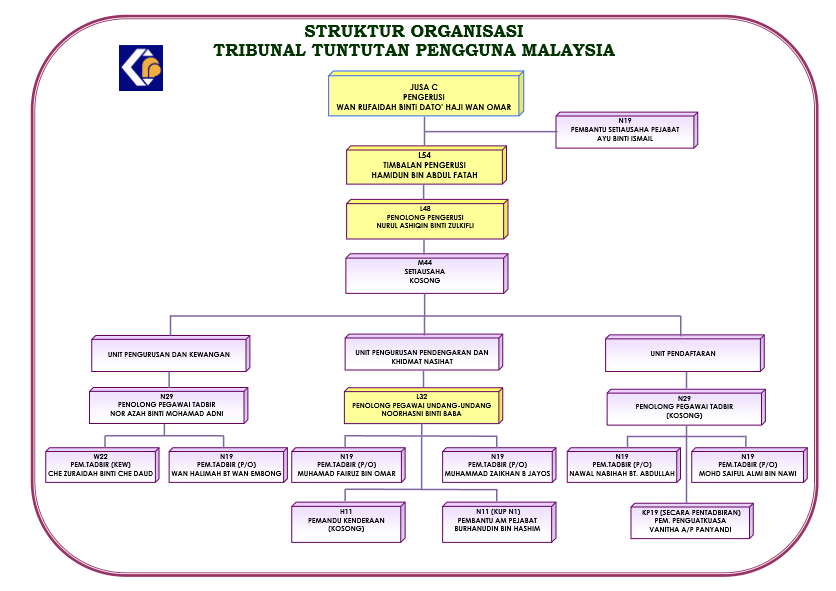 STRUKTUR ORGANISASI
TRIBUNAL TUNTUTAN PENGGUNA MALAYSIA
JUSA C
PENGERUSI
WAN RUFAIDAH BINTI DATO' HAJI WAN OMAR
N19
PEMBANTU SETIAUSAHA PEJABAT
AYU BINTI ISMAIL
L54
TIMBALAN PENGERUSI
HAMIDUN BIN ABDUL FATAH
L48
PENOLONG PENGERUSI
NURUL ASHIQIN BINTI ZULKIFLI
M44
SETIAUSAHA
KOSONG
UNIT PENGURUSAN DAN KEWANGAN
UNIT PENGURUSAN PENDENGARAN DAN
KHIDMAT NASIHAT
UNIT PENDAFTARAN
N29
PENOLONG PEGAWAI TADBIR
NOR AZAH BINTI MOHAMAD ADNI
L32
PENOLONG PEGAWAI UNDANG-UNDANG
NOORHASNI BINTI BABA
N29
PENOLONG PEGAWAI TADBIR
(KOSONG)
W22
PEM.TADBIR (KEW)
CHE ZURAIDAH BINTI CHE DAUD
N19
PEM.TADBIR (P/O)
WAN HALIMAH BT WAN EMBONG
N19
PEM.TADBIR (P/O)
MUHAMAD FAIRUZ BIN OMAR
N19
PEM.TADBIR (P/O)
MUHAMMAD ZAIKHAN B JAYOS
N19
PEM.TADBIR (P/O)
NAWAL NABIHAH BT. ABDULLAH
N19
PEM.TADBIR (P/O)
MOHD SAIFUL ALMI BIN NAWI
H11
PEMANDU KENDERAAN
(KOSONG)
N11 (KUP N1)
PEMBANTU AM PEJABAT
BURHANUDIN BIN HASHIM
KP19 (SECARA PENTADBIRAN)
PEM. PENGUATKUASA
VANITHA A/P PANYANDI